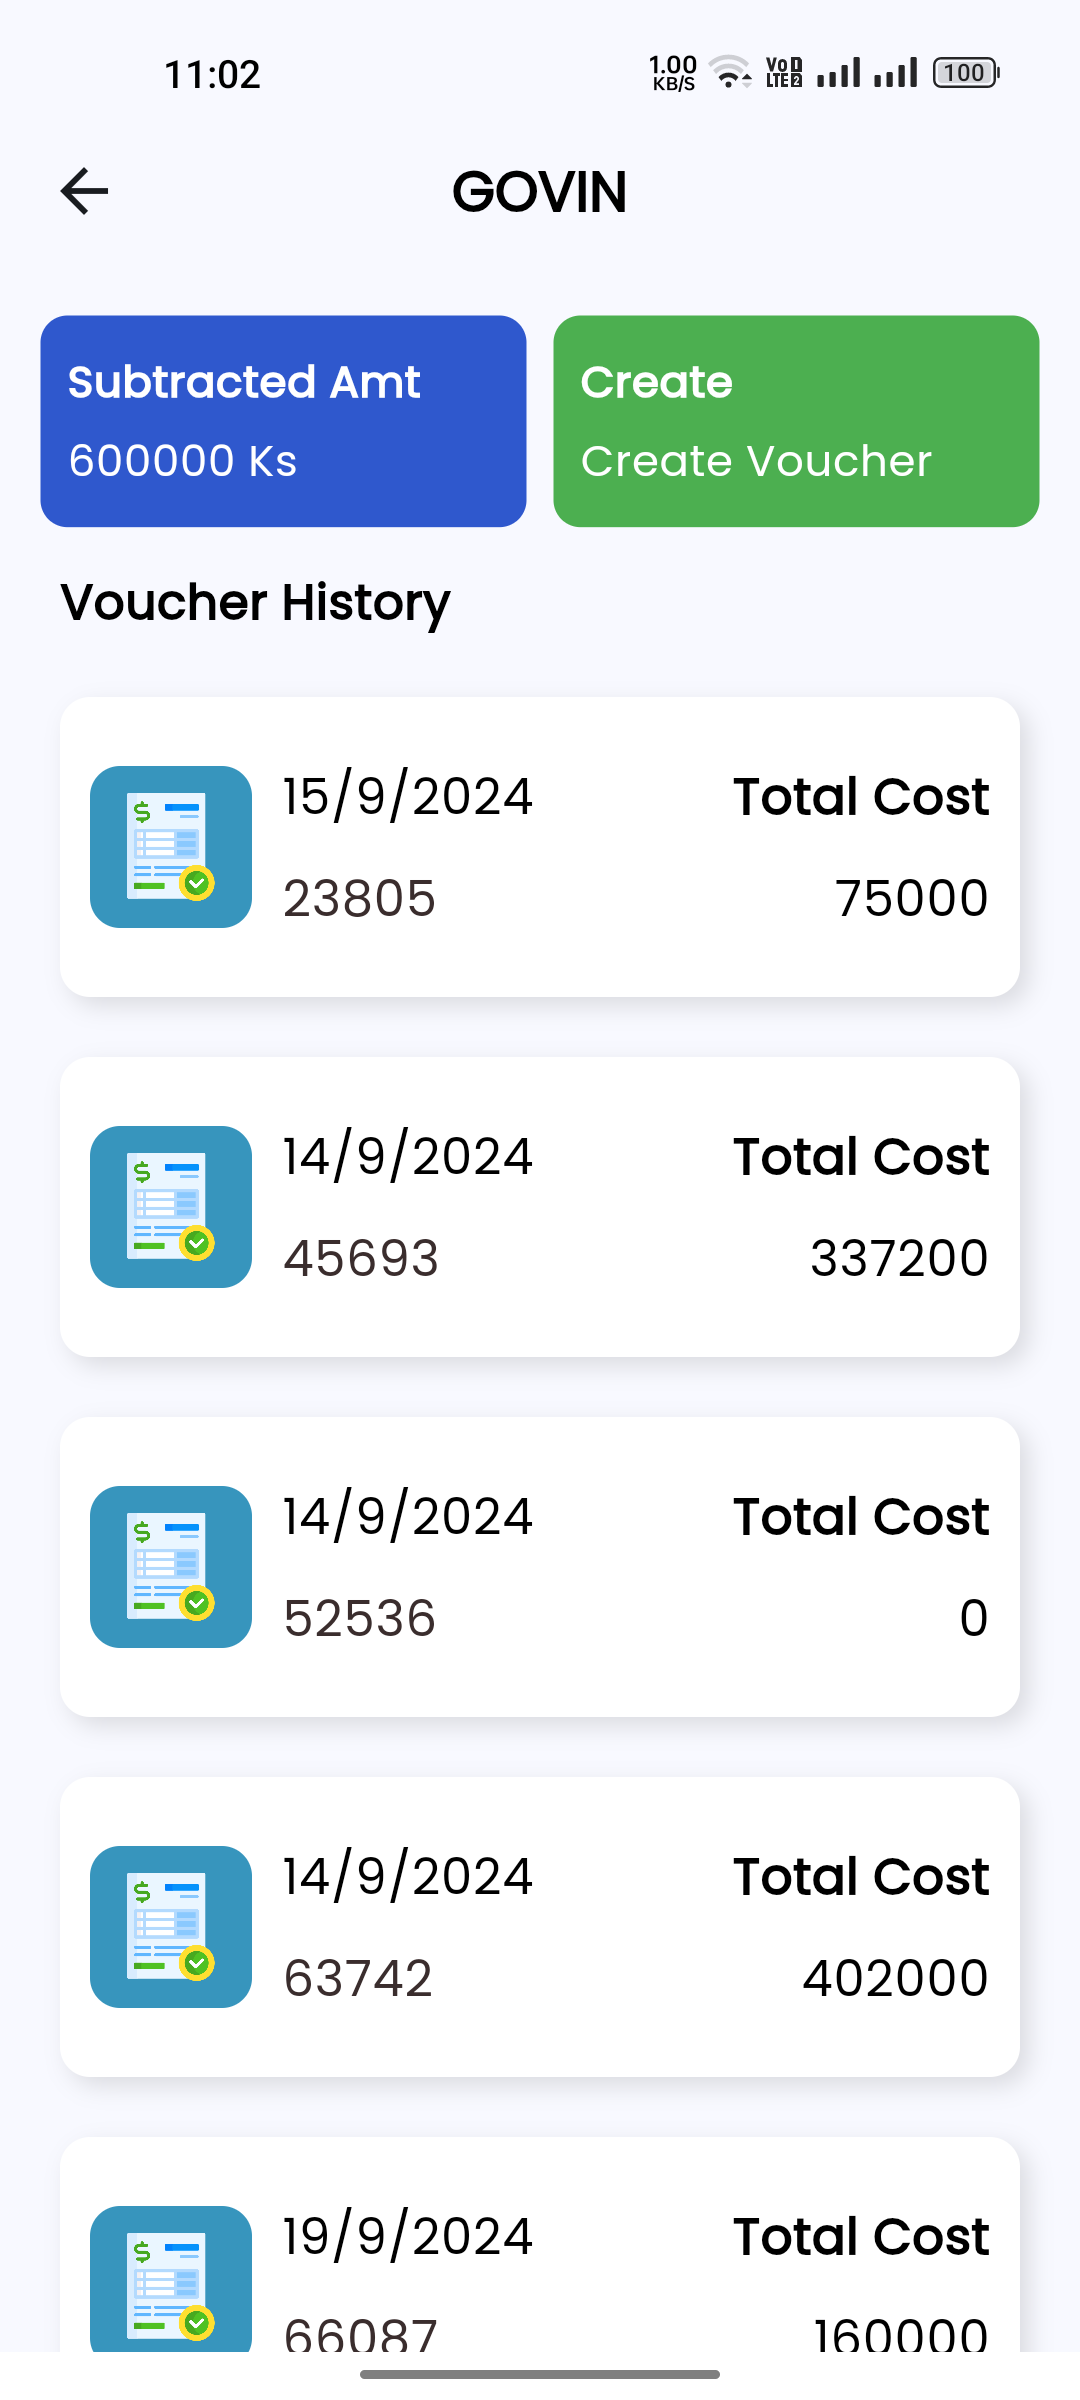 11:02
1.00
KB/S
VoD
LTE 2
100
GOVIN
Subtracted Amt
600000 Ks
Create
Create Voucher
Voucher History
15/9/2024
Total Cost
23805
75000
14/9/2024
Total Cost
45693
337200
14/9/2024
Total Cost
52536
0
14/9/2024
Total Cost
63742
402000
19/9/2024
Total Cost
66087
160000